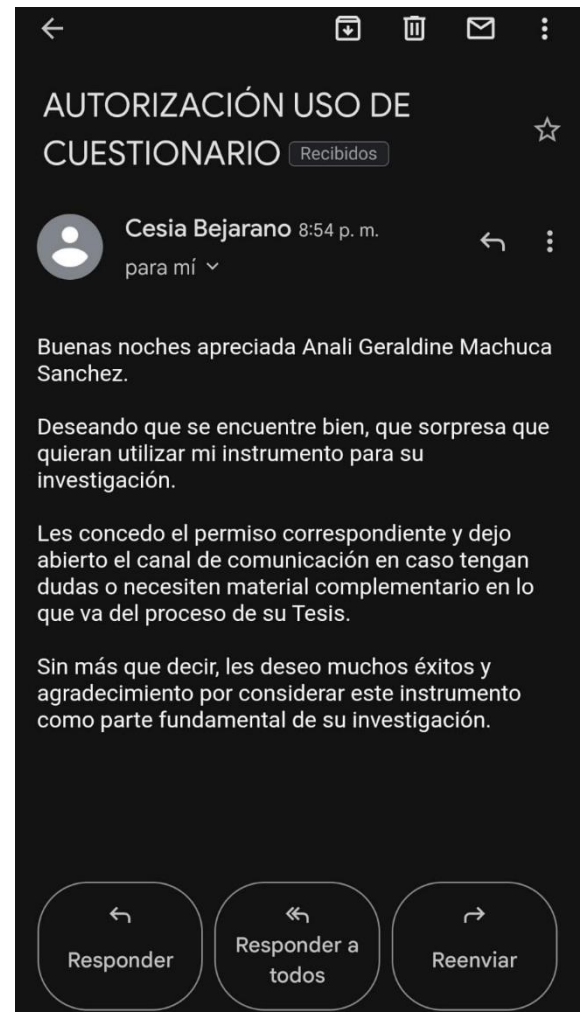 AUTORIZACIÓN USO DE
CUESTIONARIO Recibidos
Cesia Bejarano 8:54 p. m.
para mí
Buenas noches apreciada Anali Geraldine Machuca
Sanchez.
Deseando que se encuentre bien, que sorpresa que
quieran utilizar mi instrumento para su
investigación.
Les concedo el permiso correspondiente y dejo
abierto el canal de comunicación en caso tengan
dudas o necesiten material complementario en lo
que va del proceso de su Tesis.
Sin más que decir, les deseo muchos éxitos y
agradecimiento por considerar este instrumento
como parte fundamental de su investigación.
Responder
Responder a
todos
Reenviar